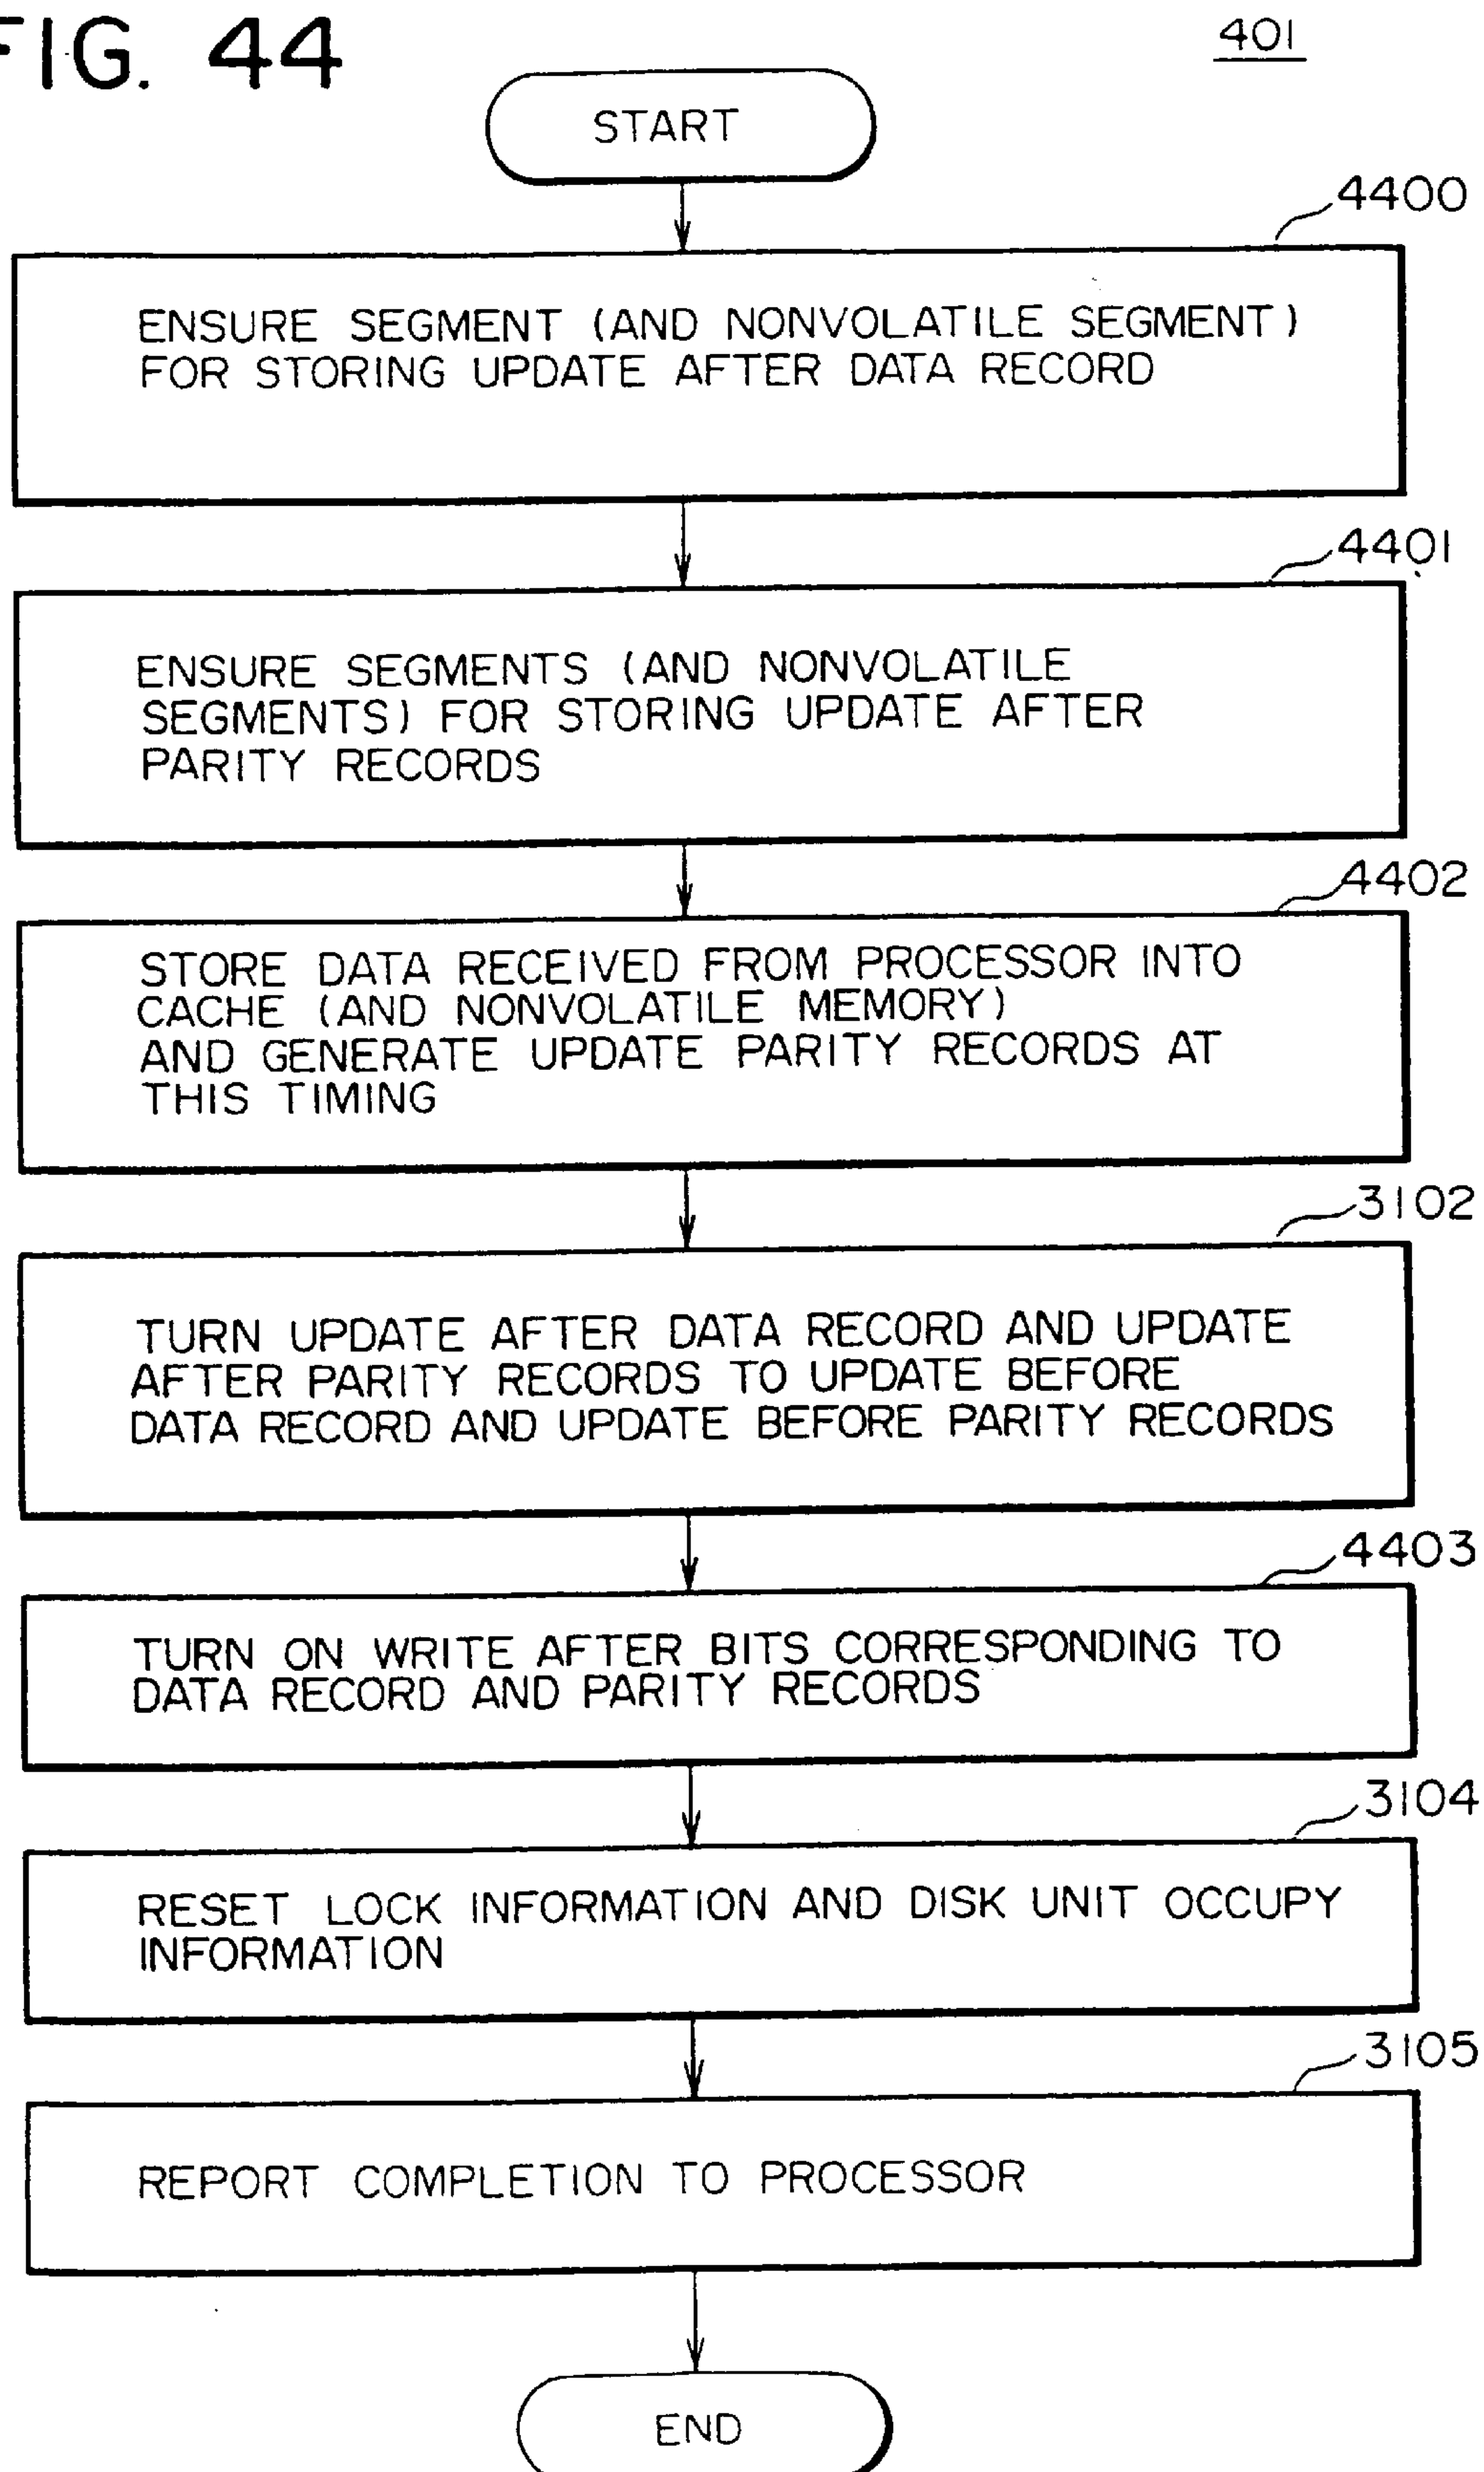 FIG. 44
401
START
4400
ENSURE SEGMENT (AND NONVOLATILE SEGMENT)
FOR STORING UPDATE AFTER DATA RECORD
4401
ENSURE SEGMENTS (AND NONVOLATILE
SEGMENTS) FOR STORING UPDATE AFTER
PARITY RECORDS
4402
STORE DATA RECEIVED FROM PROCESSOR INTO
CACHE (AND NONVOLATILE MEMORY)
AND GENERATE UPDATE PARITY RECORDS AT
THIS TIMING
3102
TURN UPDATE AFTER DATA RECORD AND UPDATE
AFTER PARITY RECORDS TO UPDATE BEFORE
DATA RECORD AND UPDATE BEFORE PARITY RECORDS
4403
TURN ON WRITE AFTER BITS CORRESPONDING TO
DATA RECORD AND PARITY RECORDS
3104
RESET LOCK INFORMATION AND DISK UNIT OCCUPY
INFORMATION
3105
REPORT COMPLETION TO PROCESSOR
END